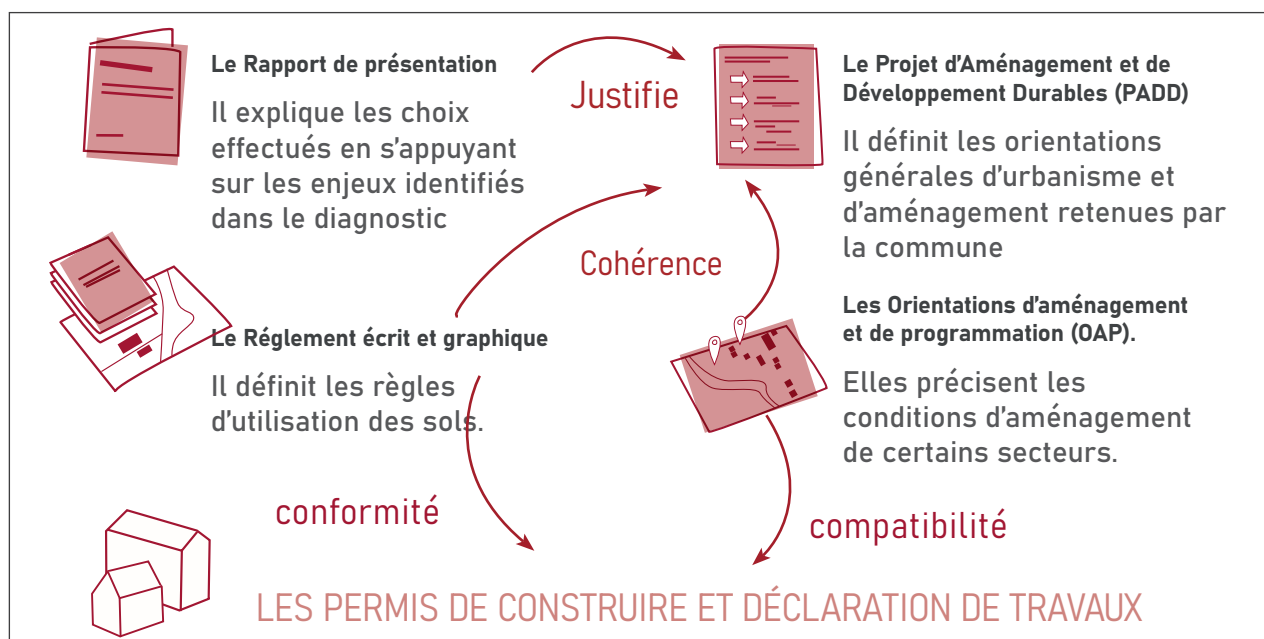 Le Rapport de présentation
Il explique les choix
effectués en s'appuyant
sur les enjeux identifiés
dans le diagnostic
Justifie
Le Projet d'Aménagement et de
Développement Durables (PADD)
Il définit les orientations
générales d'urbanisme et
d'aménagement retenues par
la commune
Cohérence
Le Réglement écrit et graphique
Il définit les règles
d'utilisation des sols.
Les Orientations d'aménagement
et de programmation (OAP).
Elles précisent les
conditions d'aménagement
de certains secteurs.
conformité
compatibilité
LES PERMIS DE CONSTRUIRE ET DÉCLARATION DE TRAVAUX